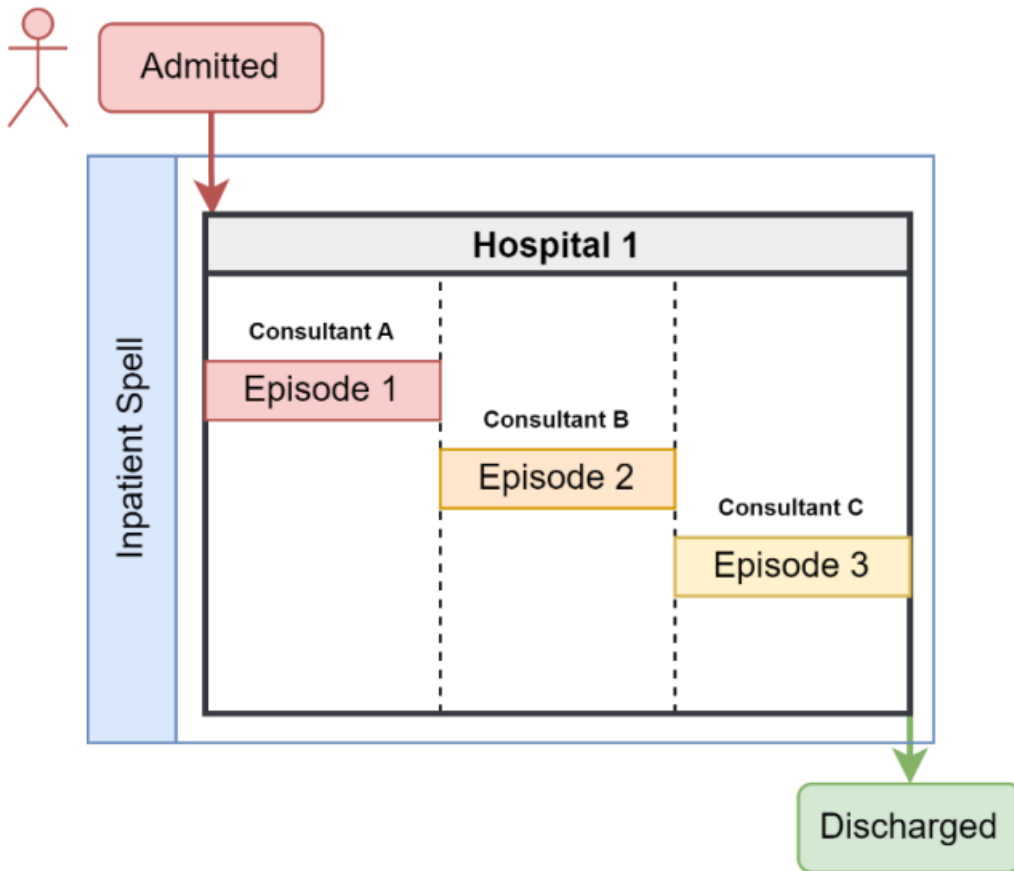 Admitted
Hospital 1
Inpatient Spell
Consultant A
Episode 1
Consultant B
Episode 2
Consultant C
Episode 3
Discharged